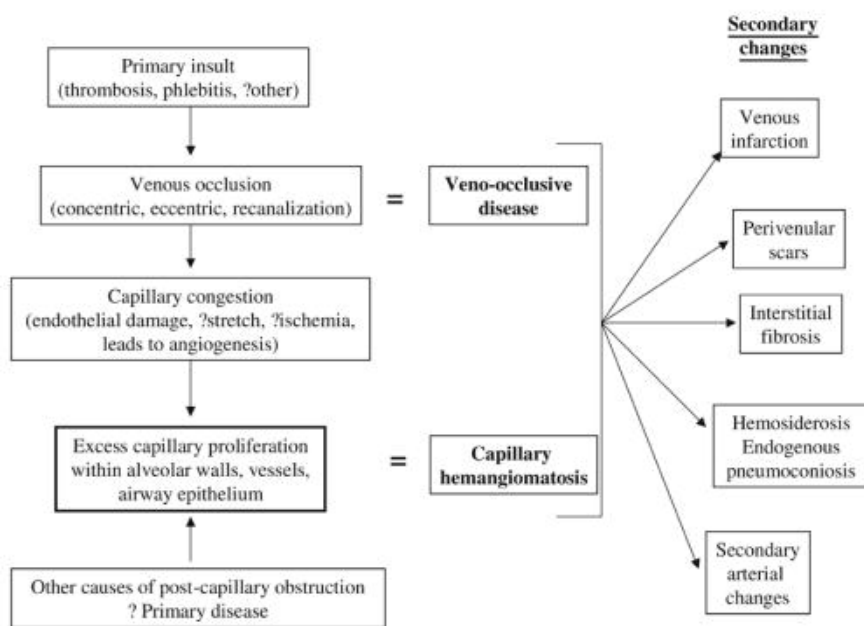 Secondary
changes
Primary insult
(thrombosis, phlebitis, ?other)
Venous occlusion
(concentric, eccentric, recanalization)
=
Veno-occlusive
disease
Capillary congestion
(endothelial damage, ?stretch, ?ischemia,
leads to angiogenesis)
Excess capillary proliferation
within alveolar walls, vessels,
airway epithelium
=
Capillary
hemangiomatosis
Other causes of post-capillary obstruction
? Primary disease
Venous
infarction
Perivenular
scars
Interstitial
fibrosis
Hemosiderosis
Endogenous
pneumoconiosis
Secondary
arterial
changes